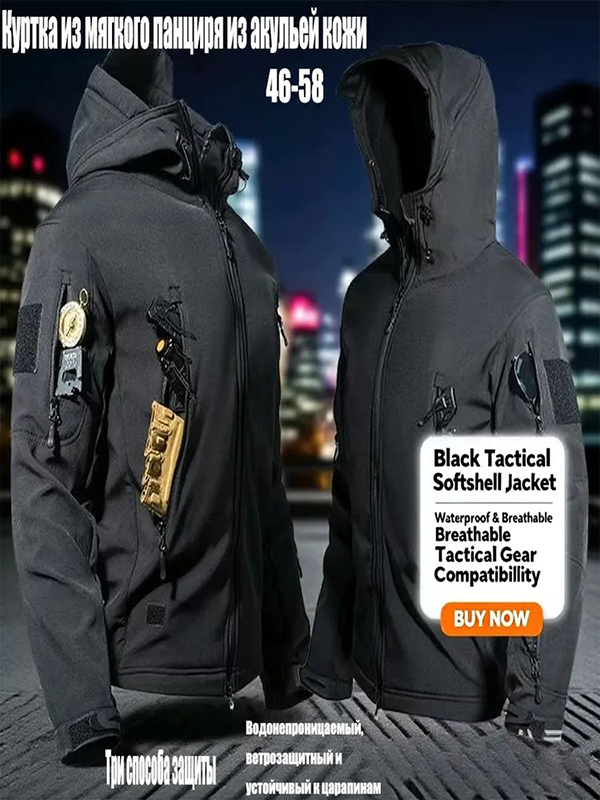 Куртка из мягкого панциря из акульей кожи
46-58
Black Tactical
Softshell Jacket
Waterproof & Breathable
Breathable
Tactical Gear
Compatibillity
BUY NOW
Водонепроницаемый,
Три способа защиты
ветрозащитный и
устойчивый к царапинам